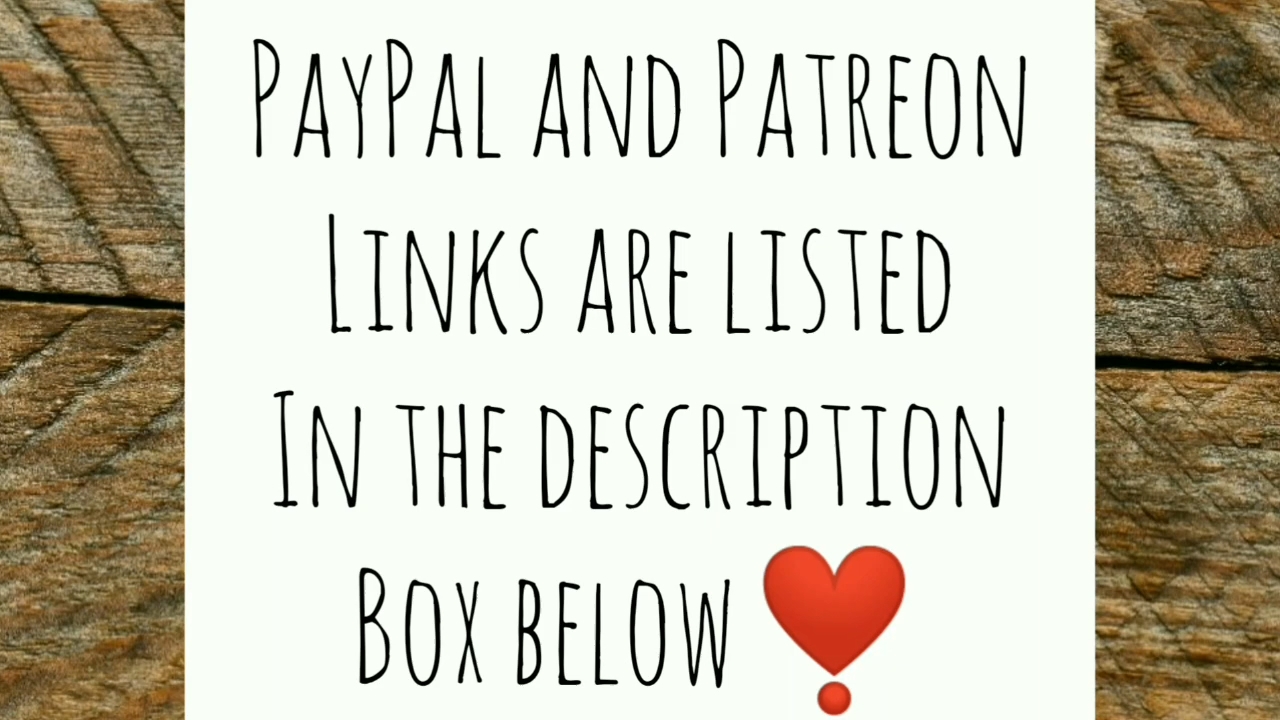 PayPal and Patreon
Links are listed
In the description
Box below ❣️